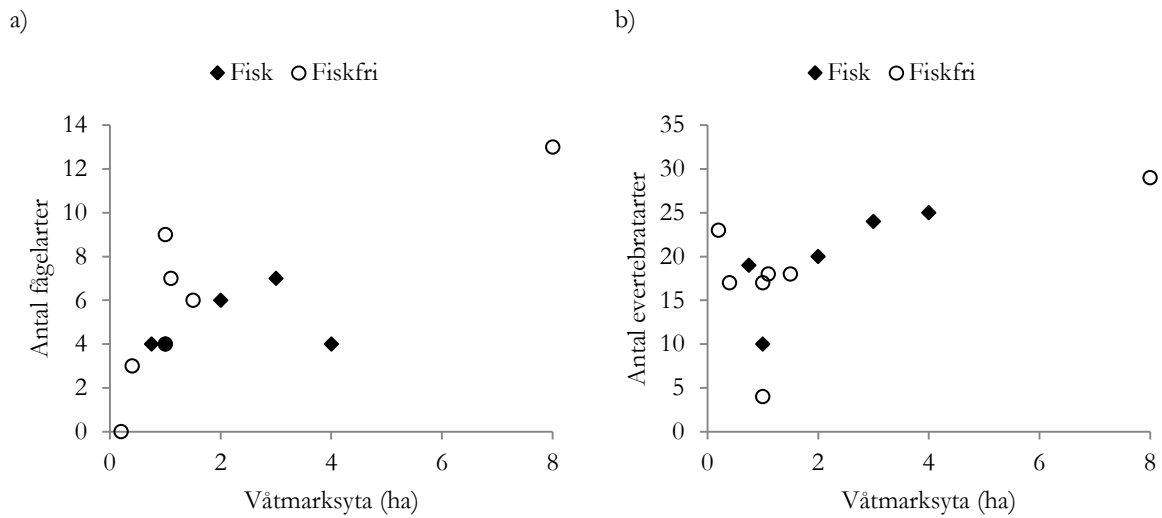 a)
Fisk Fiskfri
14
12
10
8
6
4
2
0
0 2 4 6 8
Antal fågelarter
Våtmarksyta (ha)
b)
Fisk Fiskfri
35
30
25
20
15
10
5
0
0 2 4 6 8
Antal evertebratarter
Våtmarksyta (ha)